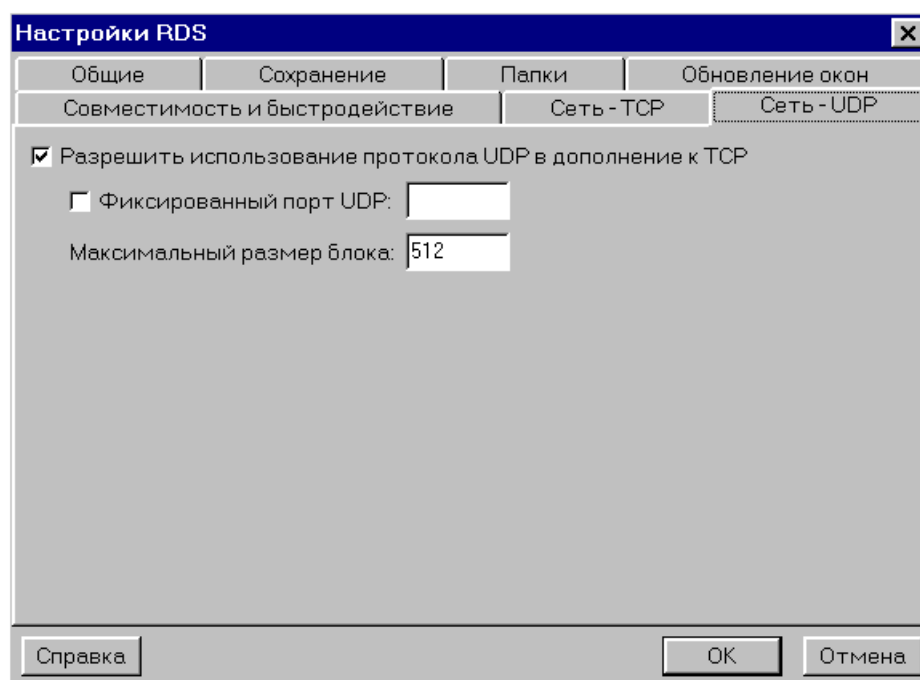 Настройки RDS
Общие Сохранение Папки Обновление окон
Совместимость и быстродействие Сеть - TCP Сеть - UDP
Разрешить использование протокола UDP в дополнение к TCP
Фиксированный порт UDP:
Максимальный размер блока: 512
Справка OK Отмена